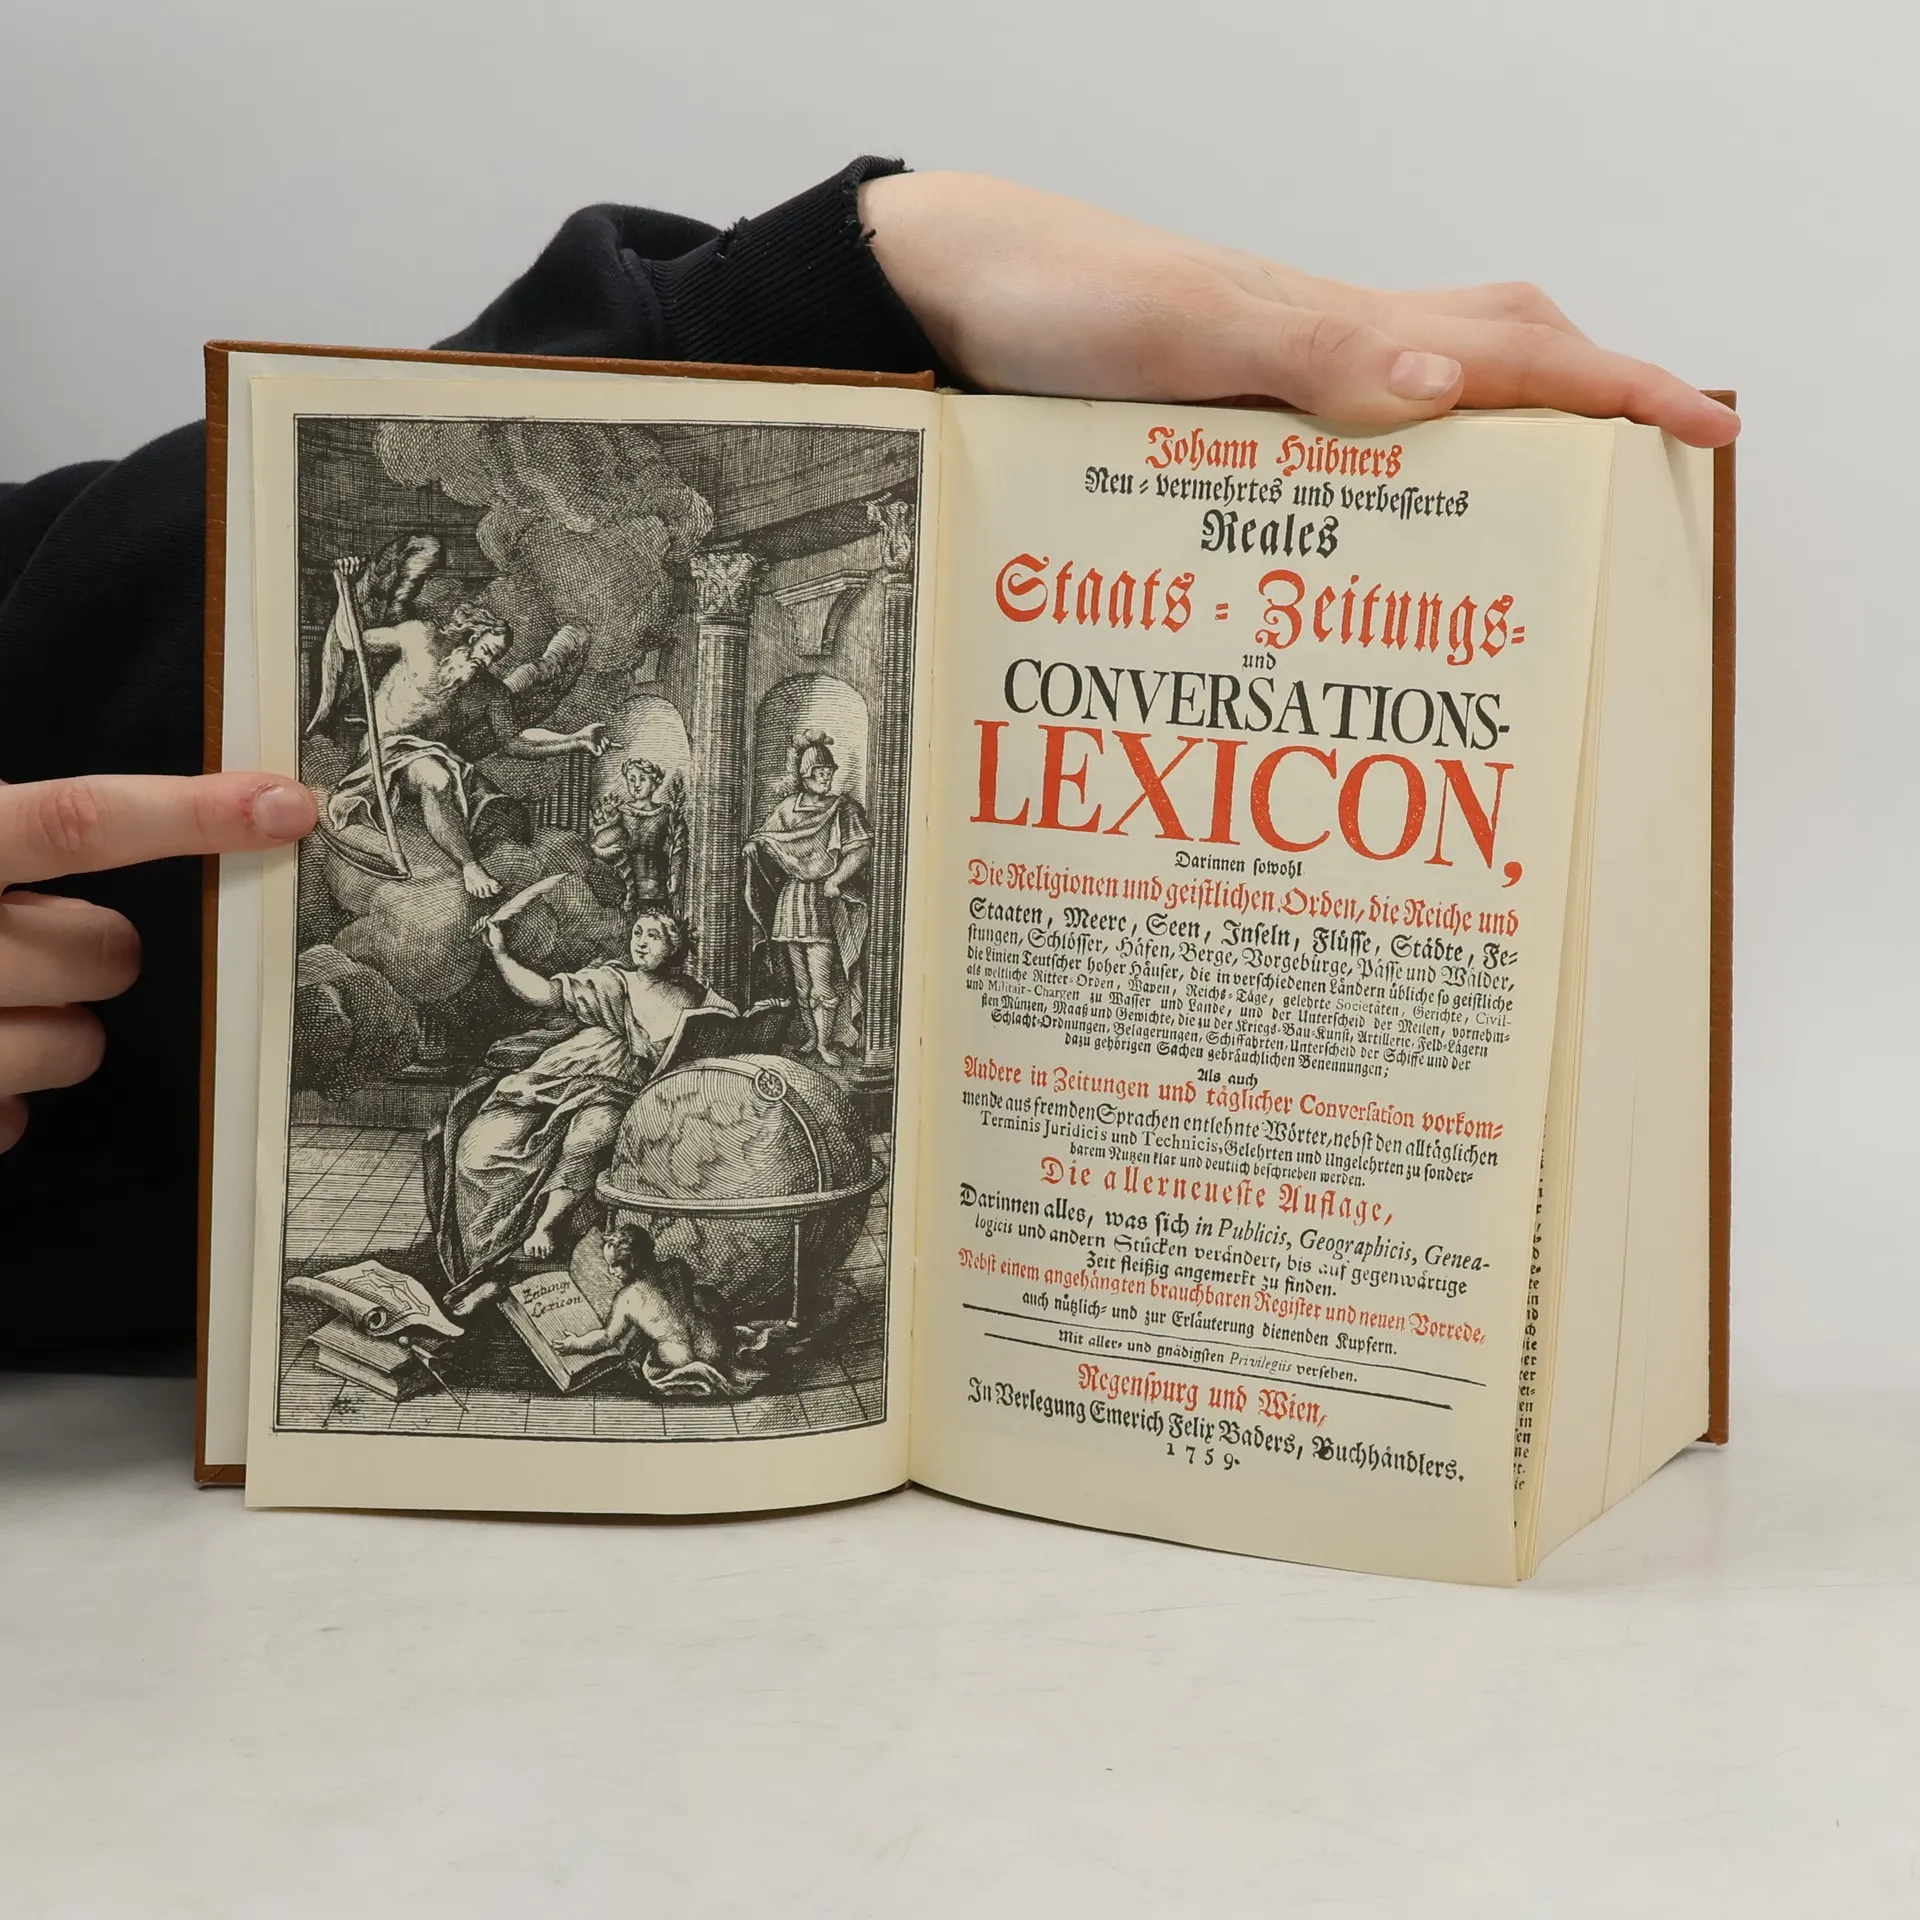 Zeitungs
Lexicon
Johann Hübners
Neu=vermehrtes und verbessertes
Reales
Staats=Zeitungs=
und
CONVERSATIONS-
LEXICON,
Darinnen sowohl
Die Religionen und geistlichen Orden, die Reiche und
Staaten, Meere, Seen, Inseln, Flüsse, Städte, Fe=
stungen, Schlösser, Häfen, Berge, Vorgebürge, Pässe und Wälder,
die Linien Teutscher hoher Häuser, die in verschiedenen Ländern übliche so geistliche
als weltliche Ritter=Orden, Wapen, Reichs=Täge, gelehrte Societäten, Gerichte, Civil-
und Militair-Chargen zu Wasser und Lande, und der Unterscheid der Meilen, vornehm=
sten Münzen, Maaß und Gewichte, die zu der Kriegs=Bau=Kunst, Artillerie, Feld=Lägern
Schlacht=Ordnungen, Belagerungen, Schiffahrten, Unterscheid der Schiffe und der
dazu gehörigen Sachen gebräuchlichen Benennungen;
Als auch
Andere in Zeitungen und täglicher Conversation vorkom=
mende aus fremden Sprachen entlehnte Wörter, nebst den alltäglichen
Terminis Juridicis und Technicis, Gelehrten und Ungelehrten zu sonder=
barem Nutzen klar und deutlich beschrieben werden.
Die allerneueste Auflage,
Darinnen alles, was sich in Publicis, Geographicis, Genea-
logicis und andern Stücken verändert, bis auf gegenwärtige
Zeit fleißig angemerkt zu finden.
Nebst einem angehängten brauchbaren Register und neuen Vorrede,
auch nützlich= und zur Erläuterung dienenden Kupfern.
Mit aller= und gnädigsten Privilegiis versehen.
Regenspurg und Wien,
In Verlegung Emerich Felix Baders, Buchhändlers.
1759.